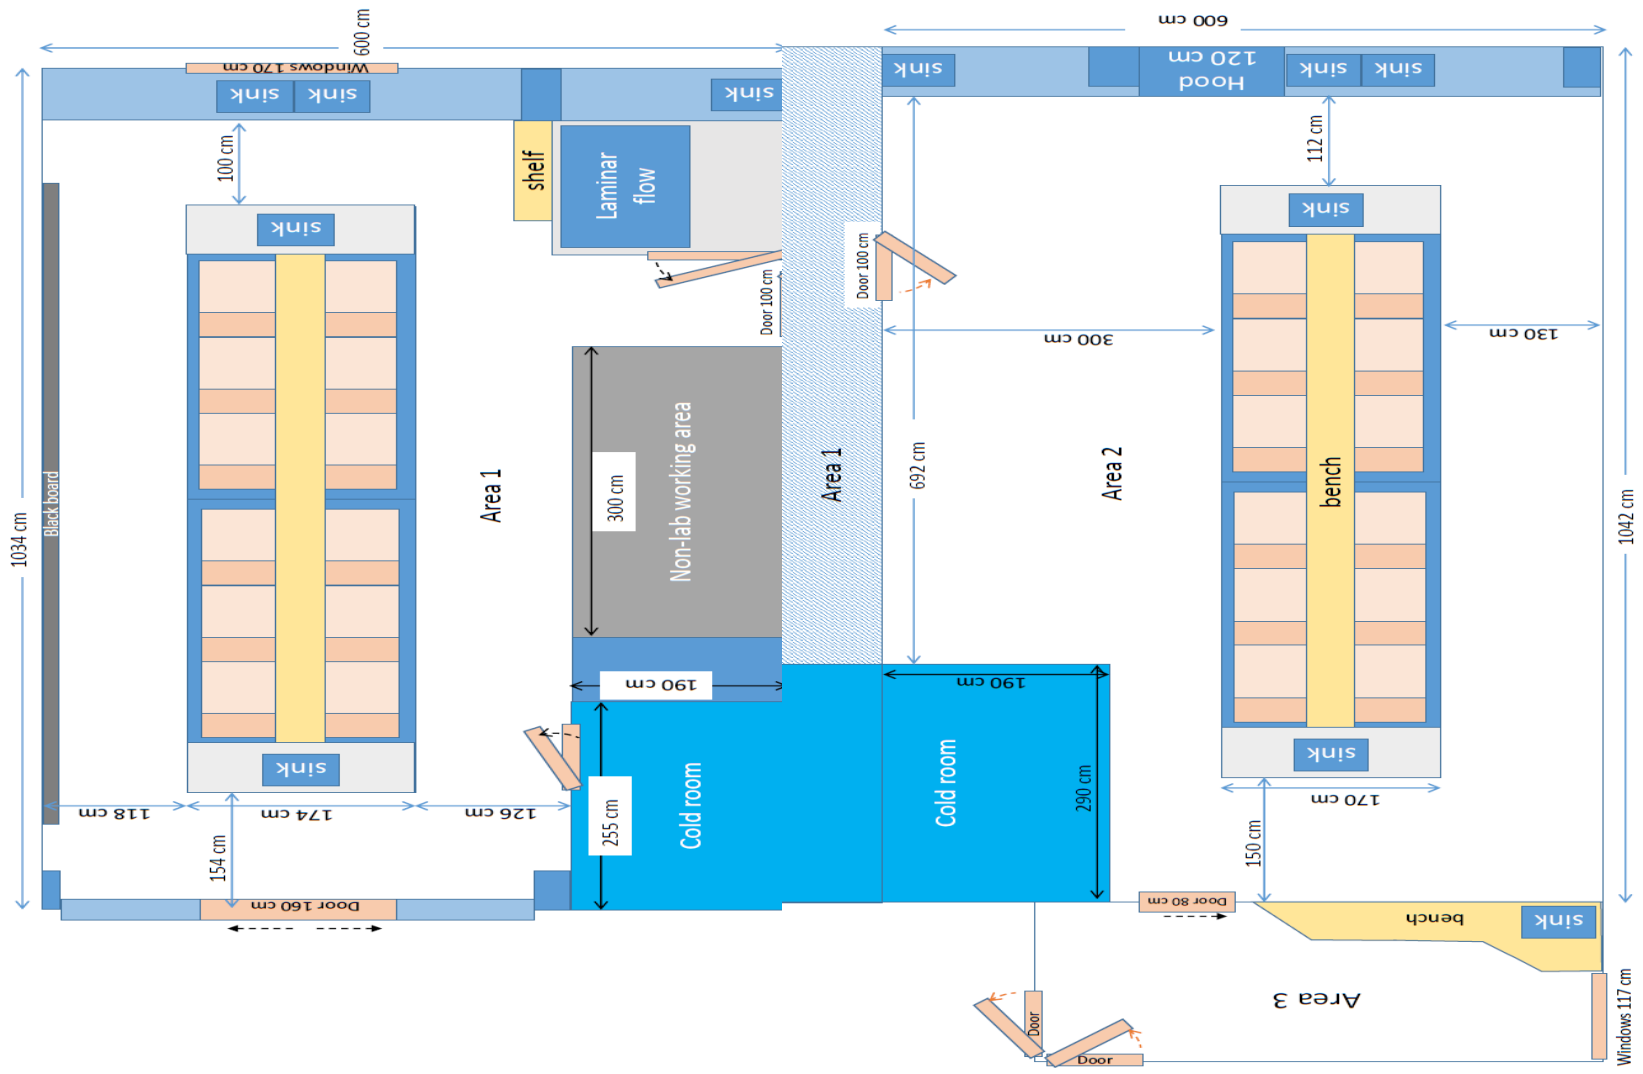 600 cm
600 cm
Windows 170 cm
sink
sink
sink
sink
Hood
120 cm
sink
sink
100 cm
shelf
Laminar
flow
112 cm
sink
sink
Door 100 cm
Door 100 cm
300 cm
130 cm
1034 cm
Black board
Area 1
300 cm
Non-lab working area
Area 1
692 cm
Area 2
bench
1042 cm
190 cm
190 cm
sink
sink
118 cm
174 cm
126 cm
255 cm
Cold room
Cold room
290 cm
170 cm
154 cm
150 cm
Door 160 cm
Door 80 cm
bench
sink
Area 3
Door
Door
Windows 117 cm